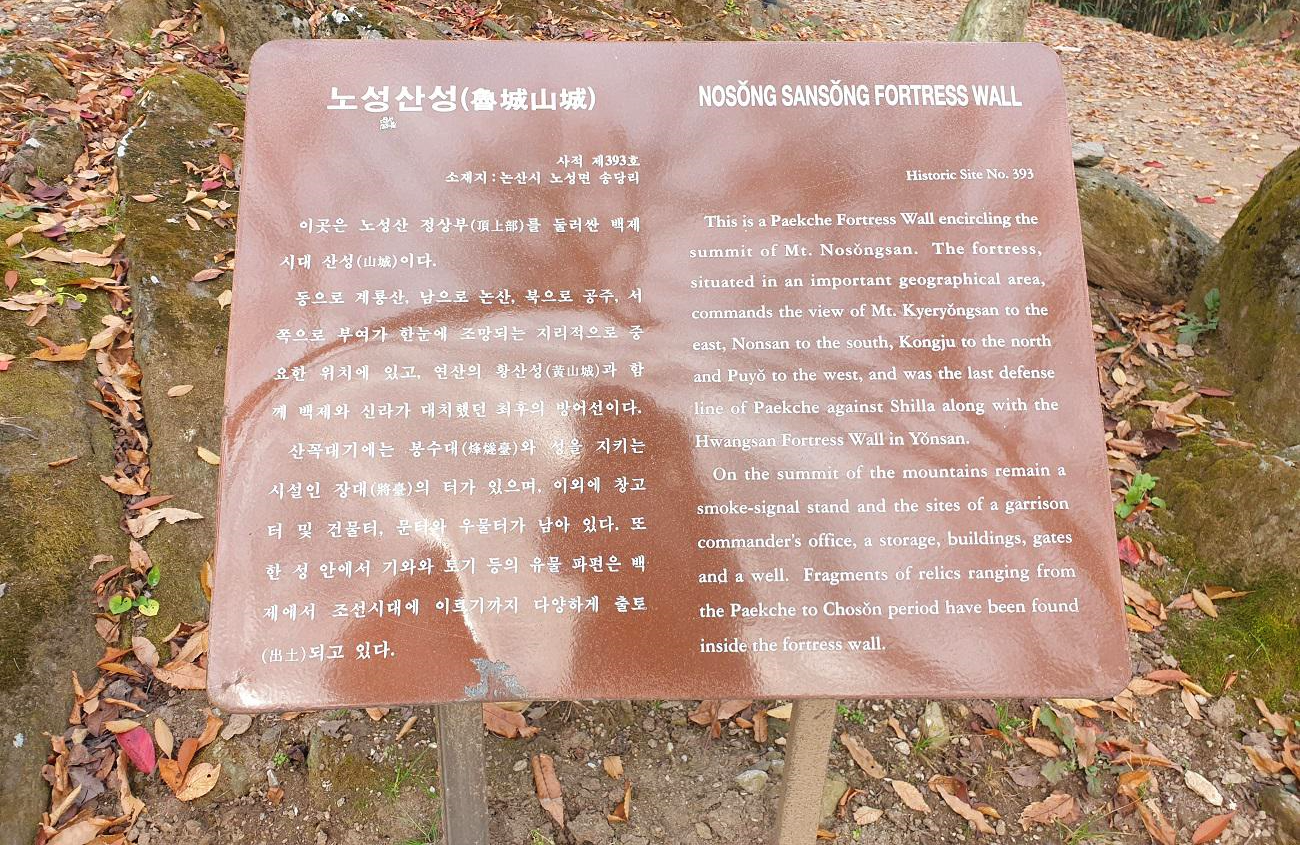 노성산성(魯城山城)
사적 제393호
소재지:논산시 노성면 송당리
이곳은 노성산 정상부(頂上部)를 둘러싼 백제
시대 산성(山城)이다.
동으로 계룡산, 남으로 논산, 북으로 공주, 서
쪽으로 부여가 한눈에 조망되는 지리적으로 중
요한 위치에 있고, 연산의 황산성(黃山城)과 함
께 백제와 신라가 대치했던 최후의 방어선이다.
산꼭대기에는 봉수대(烽燧臺)와 성을 지키는
시설인 장대(將臺)의 터가 있으며, 이외에 창고
터 및 건물터, 문터와 우물터가 남아 있다. 또
한 성 안에서 기와와 토기 등의 유물 파편은 백
제에서 조선시대에 이르기까지 다양하게 출토
(出土)되고 있다.
NOSŎNG SANSŎNG FORTRESS WALL
Historic Site No. 393
This is a Paekche Fortress Wall encircling the
summit of Mt. Nosŏngsan. The fortress,
situated in an important geographical area,
commands the view of Mt. Kyeryŏngsan to the
east, Nonsan to the south, Kongju to the north
and Puyŏ to the west, and was the last defense
line of Paekche against Shilla along with the
Hwangsan Fortress Wall in Yŏnsan.
On the summit of the mountains remain a
smoke-signal stand and the sites of a garrison
commander's office, a storage, buildings, gates
and a well. Fragments of relics ranging from
the Paekche to Chosŏn period have been found
inside the fortress wall.